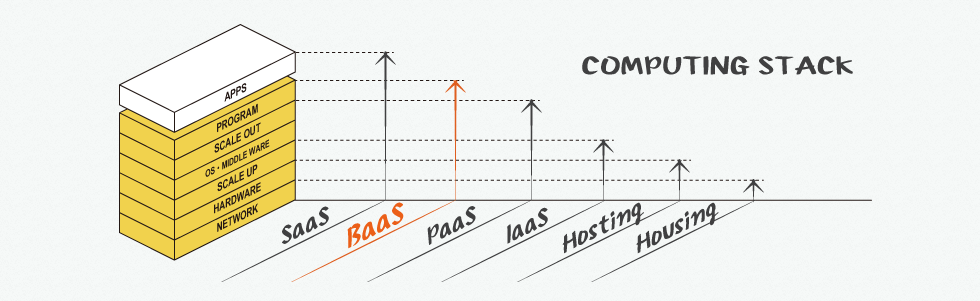 COMPUTING STACK
APPS
PROGRAM
SCALE OUT
OS・MIDDLE WARE
SCALE UP
HARDWARE
NETWORK
SaaS
BaaS
PaaS
IaaS
Hosting
Housing